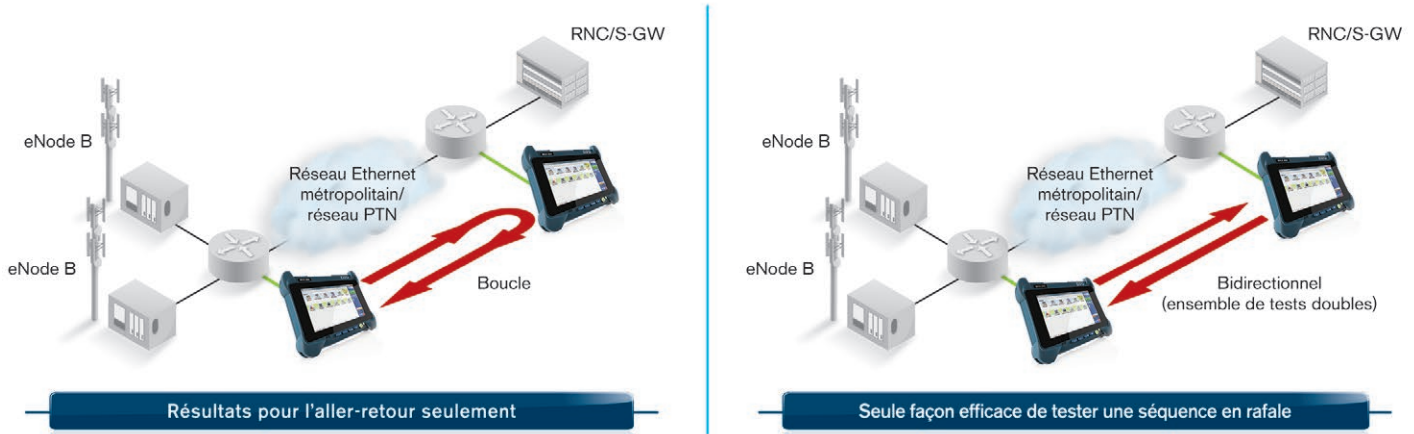 RNC/S-GW
eNode B
Réseau Ethernet
métropolitain/
réseau PTN
eNode B
Boucle
Résultats pour l'aller-retour seulement
RNC/S-GW
eNode B
Réseau Ethernet
métropolitain/
réseau PTN
eNode B
Bidirectionnel
(ensemble de tests doubles)
Seule façon efficace de tester une séquence en rafale